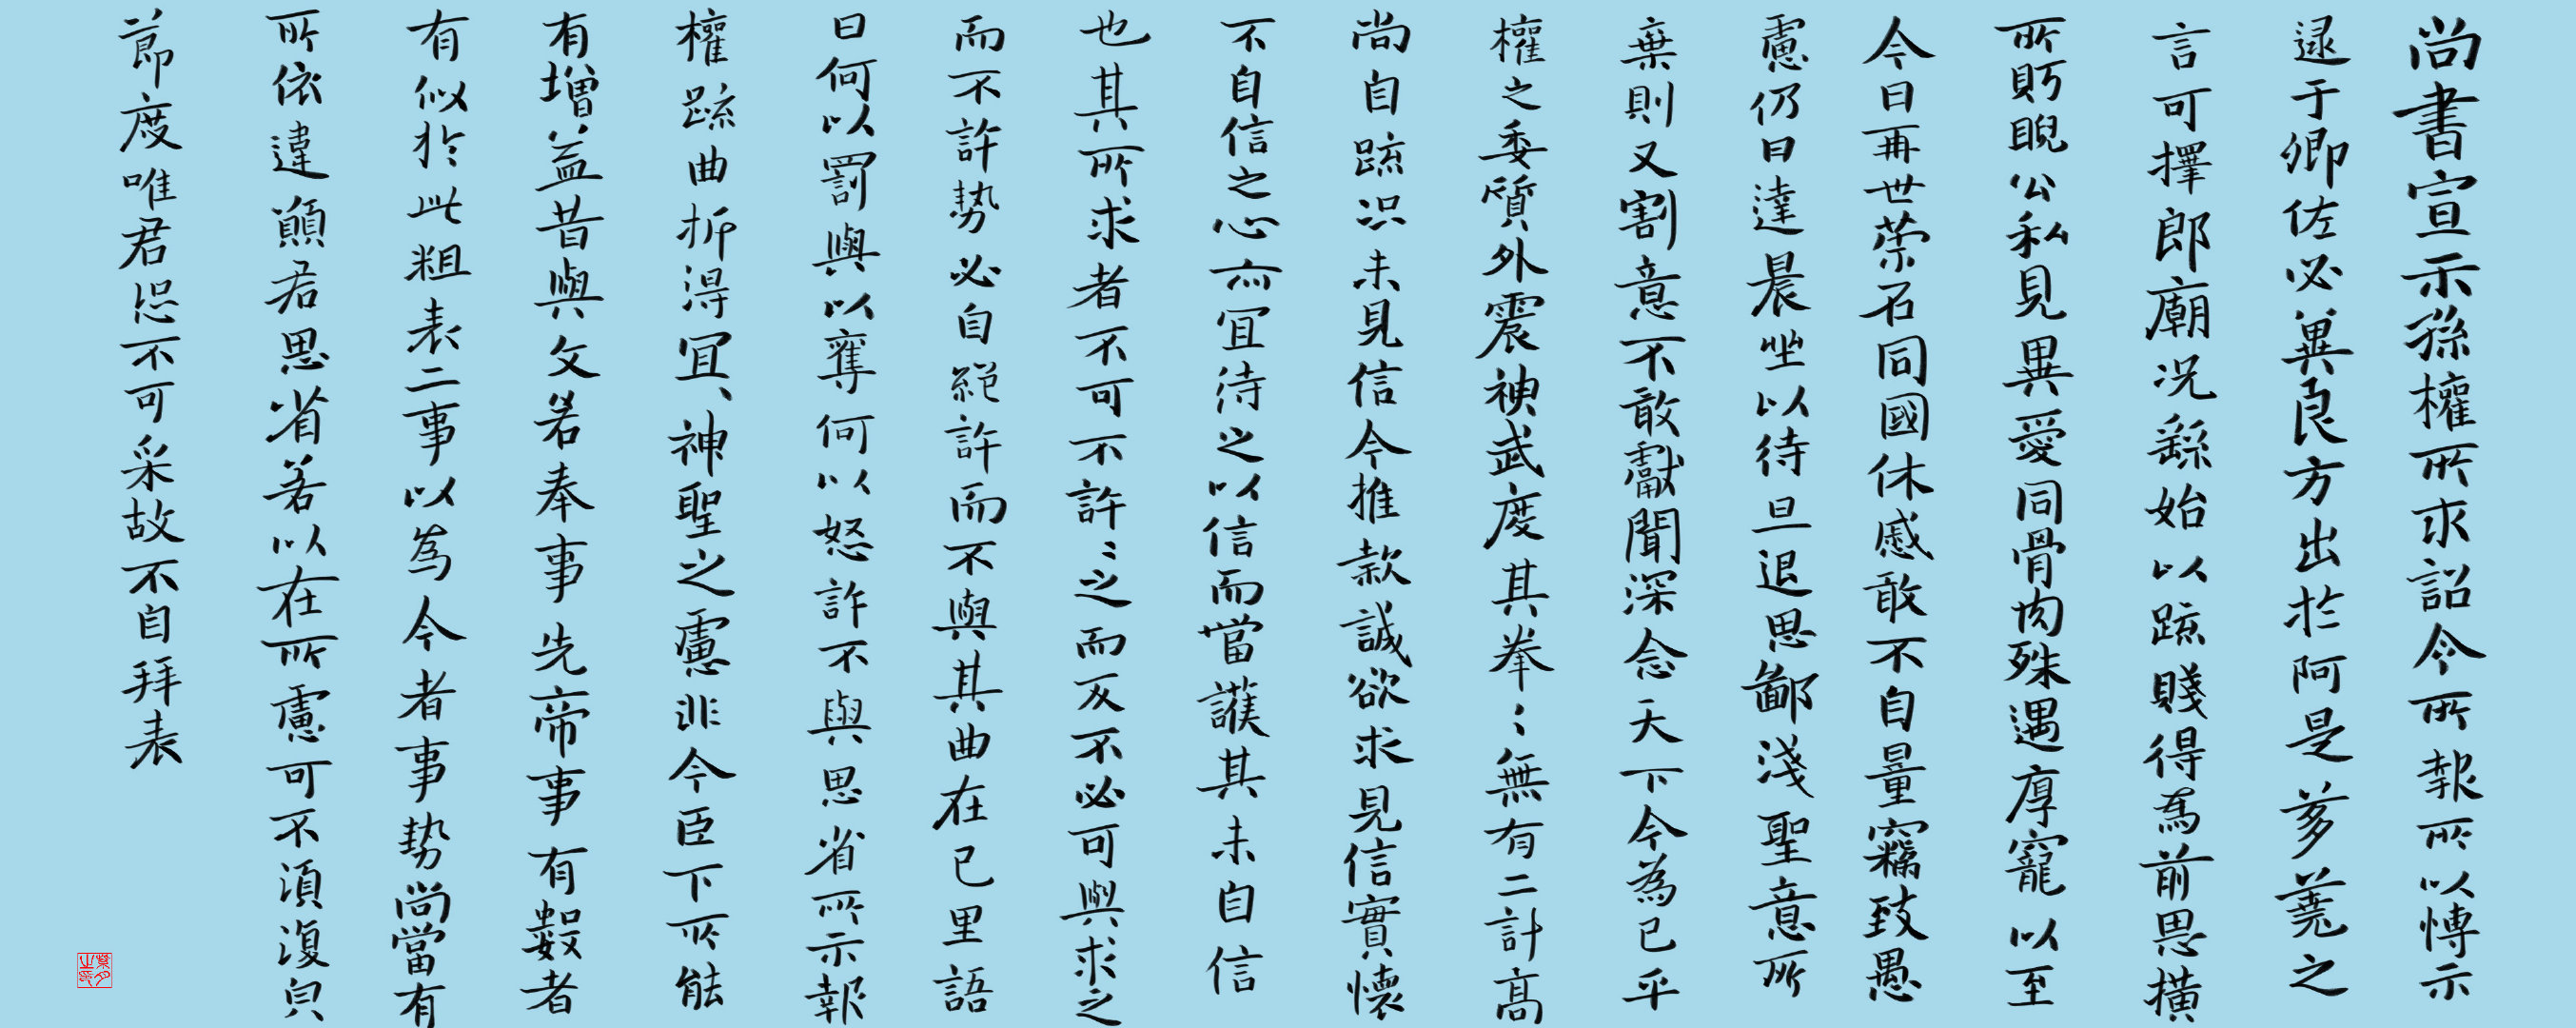 尚書宣示孫權所求詔令所報所以博示
逯于卿佐必冀良方出於阿是芻蕘之
言可擇郎廟况繇始以疏賤得為前恩橫
所盱睨公私見異愛同骨肉殊遇厚寵以至
今日再世榮名同國休慼敢不自量竊致愚
慮仍日達晨坐以待旦退思鄙淺聖意所
棄則又割意不敢獻聞深念天下今為已平
權之委質外震神武度其拳〻無有二計高
尚自疏况未見信今推款誠欲求見信實懷
不自信之心亦宜待之以信而當護其未自信
也其所求者不可不許〻之而反不必可與求之
而不許勢必自絕許而不與其曲在己里語
曰何以罰與以奪何以怒許不與思省所示報
權疏曲折得宜、神聖之慮非今臣下所能
有增益昔與文若奉事先帝事有數者
有似於此粗表二事以為今者事勢尚當有
所依違願君思省若以在所慮可不須復皃
節度唯君恐不可采故不自拜表